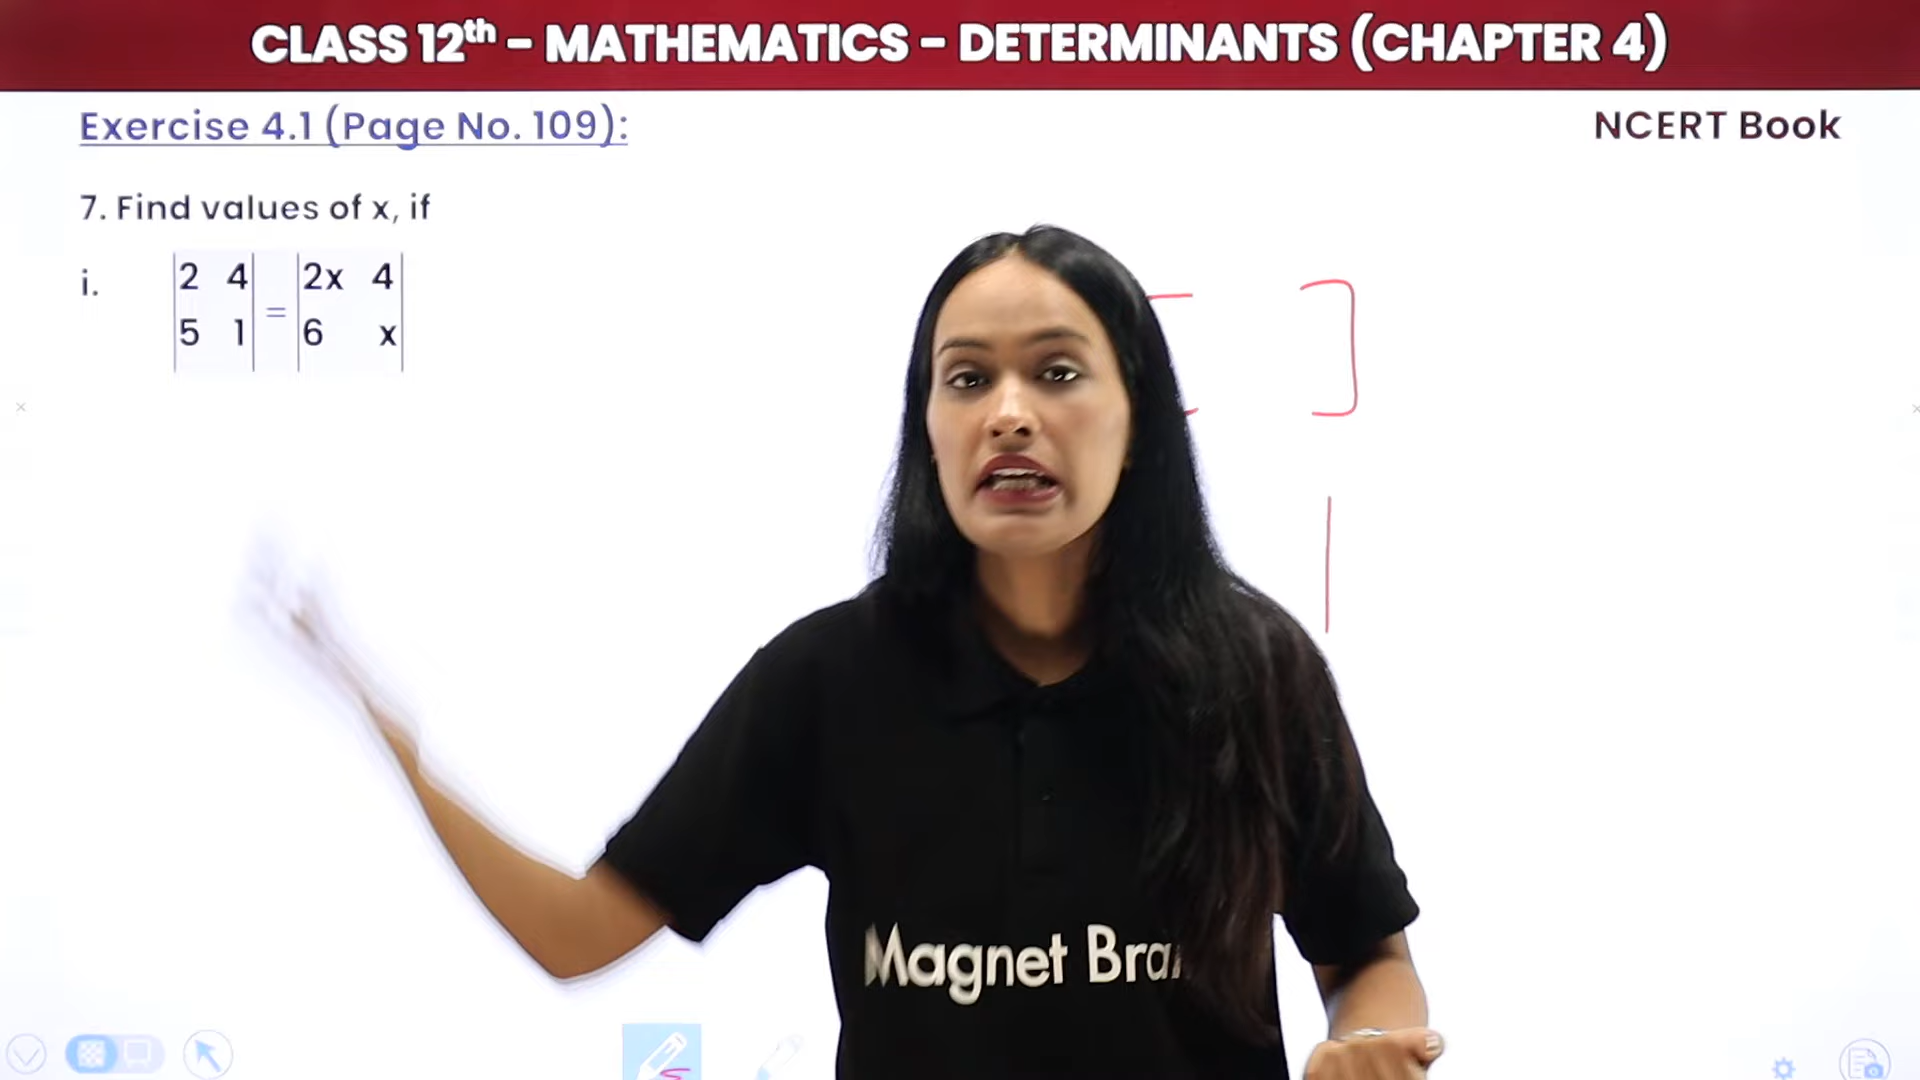 CLASS 12th - MATHEMATICS - DETERMINANTS (CHAPTER 4)
Exercise 4.1 (Page No. 109):
NCERT Book
7. Find values of x, if
i. |2 4| = |2x 4|
|5 1| |6 x|
Magnet Bra